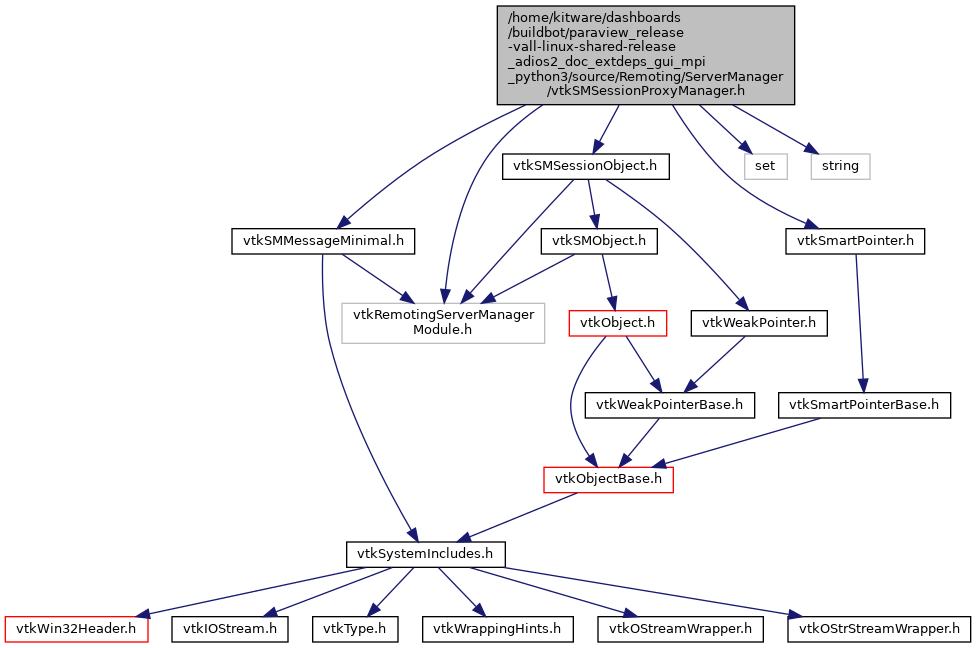 /home/kitware/dashboards
/buildbot/paraview_release
-vall-linux-shared-release
_adios2_doc_extdeps_gui_mpi
_python3/source/Remoting/ServerManager
/vtkSMSessionProxyManager.h
vtkSMSessionObject.h
set
string
vtkSMMessageMinimal.h
vtkSMObject.h
vtkSmartPointer.h
vtkRemotingServerManager
Module.h
vtkObject.h
vtkWeakPointer.h
vtkWeakPointerBase.h
vtkSmartPointerBase.h
vtkObjectBase.h
vtkSystemIncludes.h
vtkWin32Header.h
vtkIOStream.h
vtkType.h
vtkWrappingHints.h
vtkOStreamWrapper.h
vtkOStrStreamWrapper.h